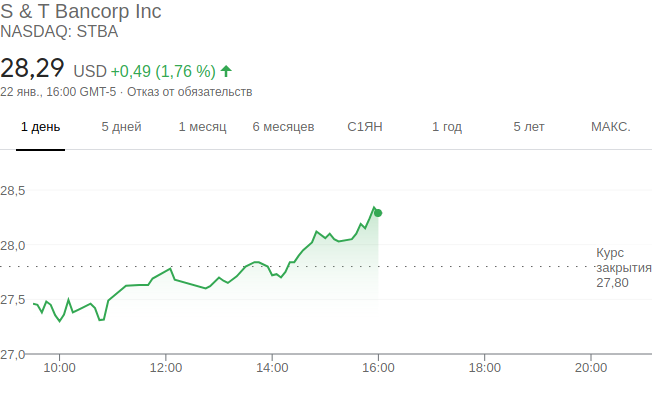 S & T Bancorp Inc
NASDAQ: STBA
28,29 USD +0,49 (1,76 %)
22 янв., 16:00 GMT-5 · Отказ от обязательств
1 день 5 дней 1 месяц 6 месяцев С1ЯН 1 год 5 лет МАКС.
28,5
28,0
Курс
закрытия
27,80
27,5
27,0
10:00 12:00 14:00 16:00 18:00 20:00